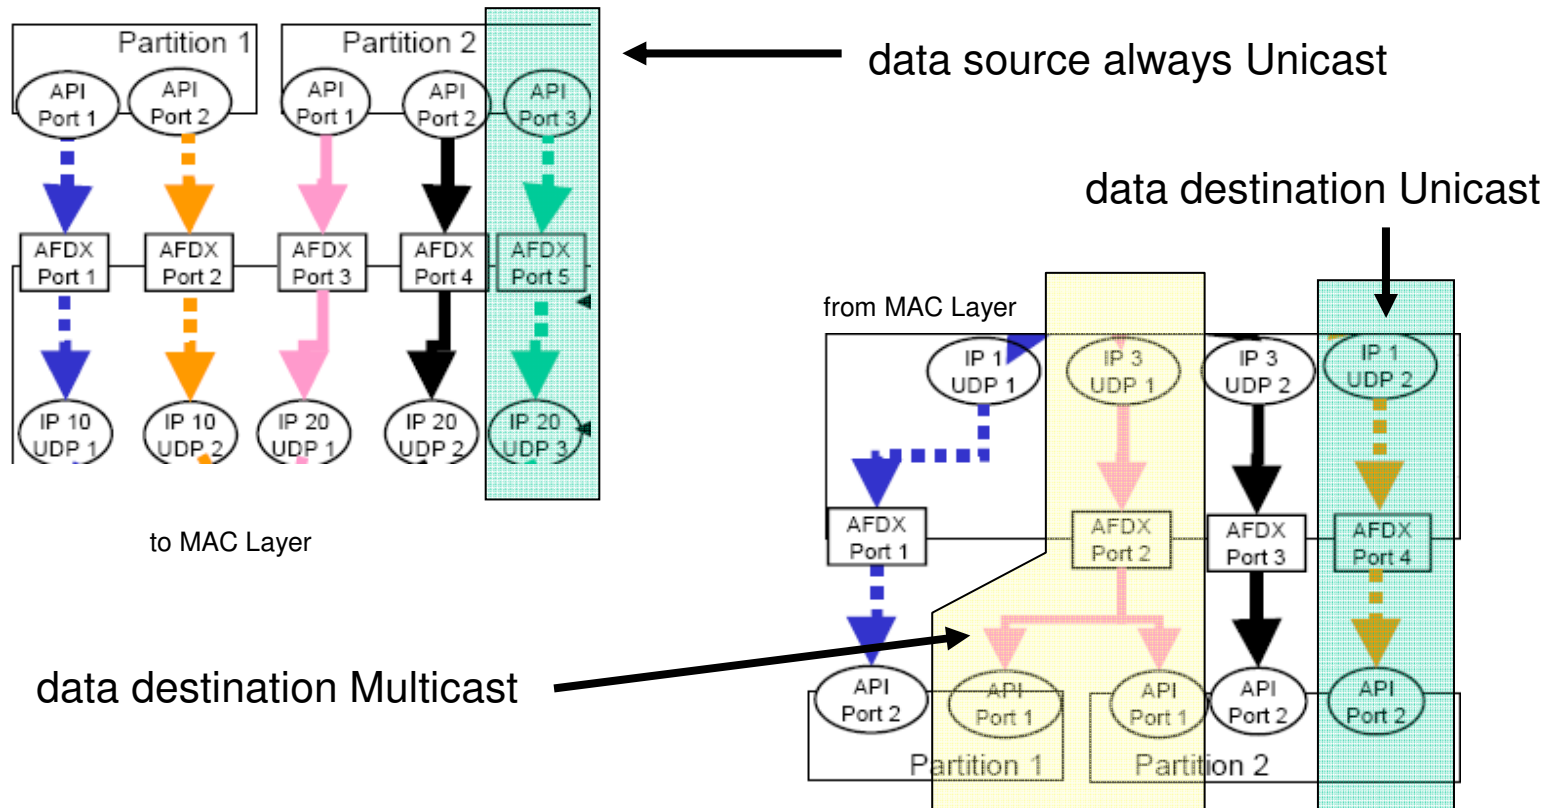 Partition 1
Partition 2
data source always Unicast
API
Port 1
API
Port 2
API
Port 1
API
Port 2
API
Port 3
data destination Unicast
AFDX
Port 1
AFDX
Port 2
AFDX
Port 3
AFDX
Port 4
AFDX
Port 5
from MAC Layer
IP 10
UDP 1
IP 10
UDP 2
IP 20
UDP 1
IP 20
UDP 2
IP 20
UDP 3
to MAC Layer
IP 1
UDP 1
IP 3
UDP 1
IP 3
UDP 2
IP 1
UDP 2
AFDX
Port 1
AFDX
Port 2
AFDX
Port 3
AFDX
Port 4
data destination Multicast
API
Port 2
API
Port 1
API
Port 1
API
Port 2
API
Port 2
Partition 1
Partition 2